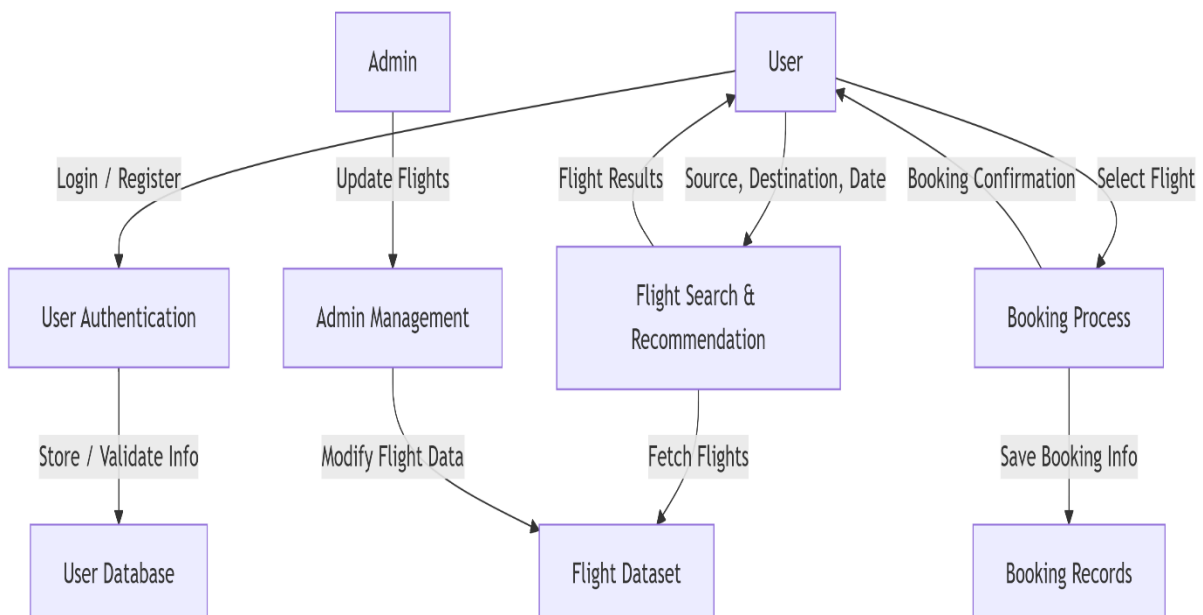 Admin
User
Login / Register
Update Flights
Flight Results
Source, Destination, Date
Booking Confirmation
Select Flight
User Authentication
Admin Management
Flight Search &
Recommendation
Booking Process
Store / Validate Info
Modify Flight Data
Fetch Flights
Save Booking Info
User Database
Flight Dataset
Booking Records